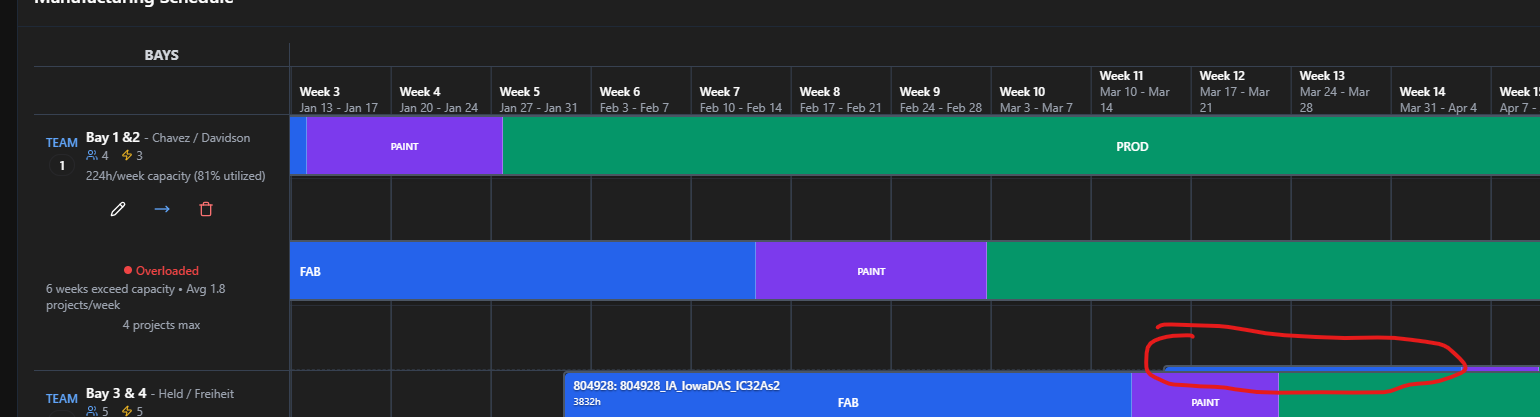 Manufacturing Schedule
BAYS
Week 3
Jan 13 - Jan 17
Week 4
Jan 20 - Jan 24
Week 5
Jan 27 - Jan 31
Week 6
Feb 3 - Feb 7
Week 7
Feb 10 - Feb 14
Week 8
Feb 17 - Feb 21
Week 9
Feb 24 - Feb 28
Week 10
Mar 3 - Mar 7
Week 11
Mar 10 - Mar
14
Week 12
Mar 17 - Mar
21
Week 13
Mar 24 - Mar
28
Week 14
Mar 31 - Apr 4
Week 15
Apr 7 -
TEAM
1
Bay 1 &2 - Chavez / Davidson
4 3
224h/week capacity (81% utilized)
PAINT
PROD
Overloaded
6 weeks exceed capacity • Avg 1.8
projects/week
4 projects max
FAB
PAINT
TEAM
Bay 3 & 4 - Held / Freiheit
5 5
804928: 804928_IA_IowaDAS_IC32As2
3832h
FAB
PAINT